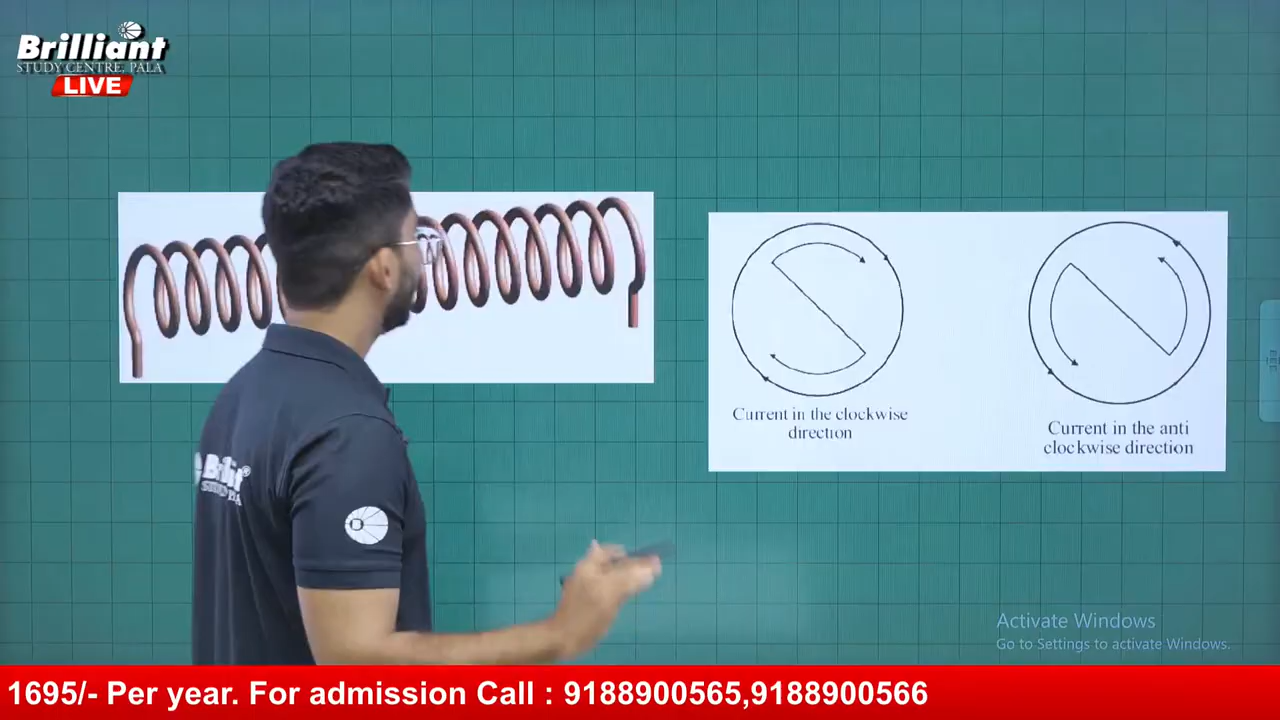 Brilliant
STUDY CENTRE, PALA
LIVE
Current in the clockwise
direction
Current in the anti
clockwise direction
Activate Windows
Go to Settings to activate Windows.
1695/- Per year. For admission Call : 9188900565,9188900566